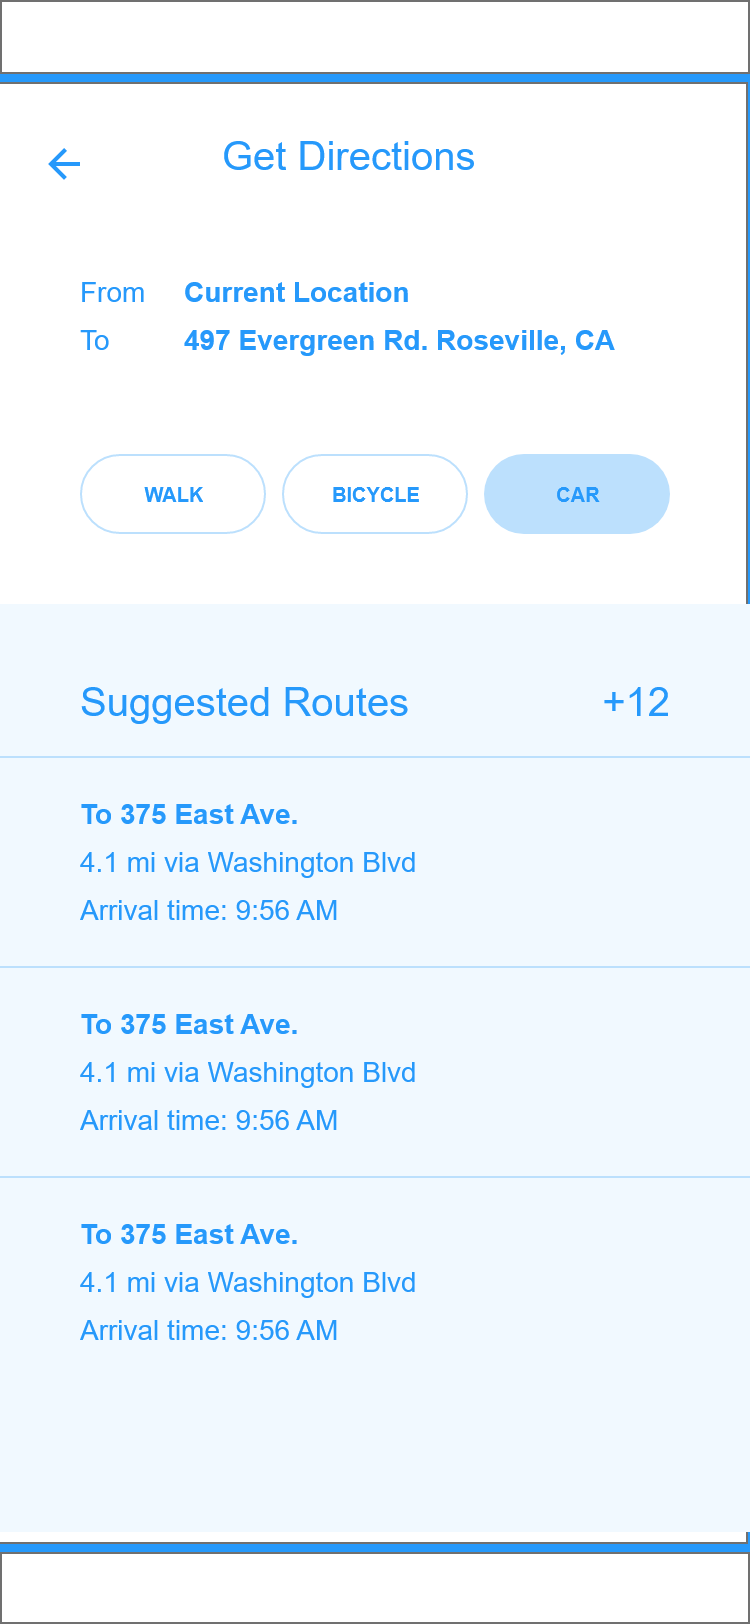 Get Directions
From Current Location
To 497 Evergreen Rd. Roseville, CA
WALK BICYCLE CAR
Suggested Routes +12
To 375 East Ave.
4.1 mi via Washington Blvd
Arrival time: 9:56 AM
To 375 East Ave.
4.1 mi via Washington Blvd
Arrival time: 9:56 AM
To 375 East Ave.
4.1 mi via Washington Blvd
Arrival time: 9:56 AM